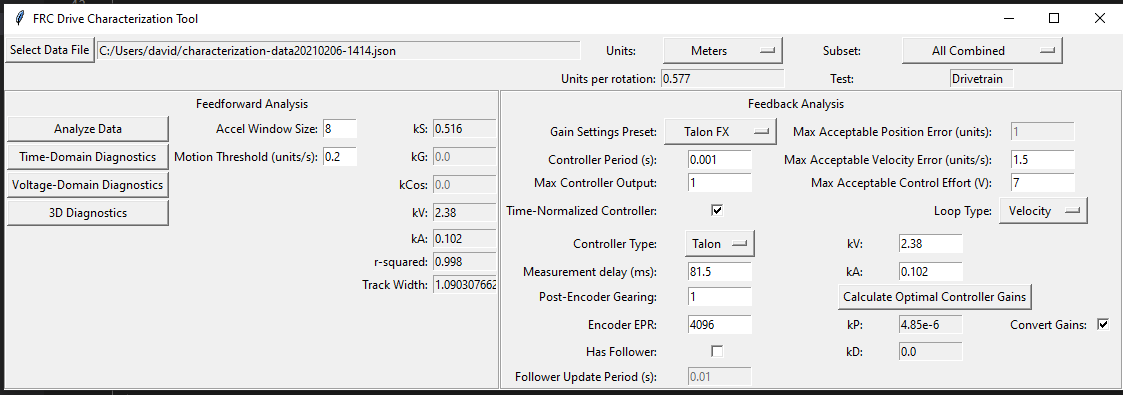 FRC Drive Characterization Tool
Select Data File C:/Users/david/characterization-data20210206-1414.json Units: Meters Subset: All Combined
Units per rotation: 0.577 Test: Drivetrain
Feedforward Analysis
Analyze Data Accel Window Size: 8 kS: 0.516
Time-Domain Diagnostics Motion Threshold (units/s): 0.2 kG: 0.0
Voltage-Domain Diagnostics kCos: 0.0
3D Diagnostics kV: 2.38
kA: 0.102
r-squared: 0.998
Track Width: 1.090307662
Feedback Analysis
Gain Settings Preset: Talon FX Max Acceptable Position Error (units): 1
Controller Period (s): 0.001 Max Acceptable Velocity Error (units/s): 1.5
Max Controller Output: 1 Max Acceptable Control Effort (V): 7
Time-Normalized Controller: Loop Type: Velocity
Controller Type: Talon kV: 2.38
Measurement delay (ms): 81.5 kA: 0.102
Post-Encoder Gearing: 1 Calculate Optimal Controller Gains
Encoder EPR: 4096 kP: 4.85e-6 Convert Gains:
Has Follower: kD: 0.0
Follower Update Period (s): 0.01